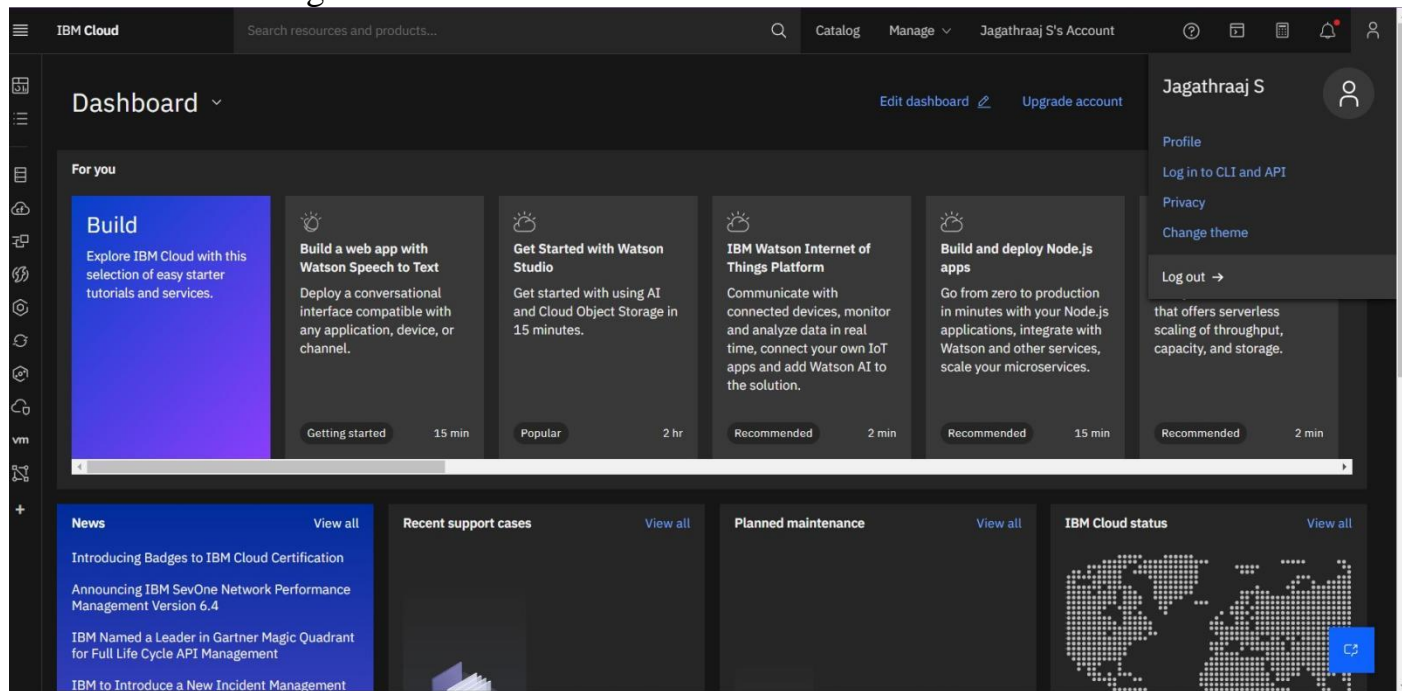 IBM Cloud
Search resources and products...
Catalog
Manage
Jagathraaj S's Account
Dashboard
Edit dashboard
Upgrade account
Jagathraaj S
Profile
Log in to CLI and API
Privacy
Change theme
Log out →
For you
Build
Explore IBM Cloud with this
selection of easy starter
tutorials and services.
Build a web app with
Watson Speech to Text
Deploy a conversational
interface compatible with
any application, device, or
channel.
Getting started
15 min
Get Started with Watson
Studio
Get started with using AI
and Cloud Object Storage in
15 minutes.
Popular
2 hr
IBM Watson Internet of
Things Platform
Communicate with
connected devices, monitor
and analyze data in real
time, connect your own IoT
apps and add Watson AI to
the solution.
Recommended
2 min
Build and deploy Node.js
apps
Go from zero to production
in minutes with your Node.js
applications, integrate with
Watson and other services,
scale your microservices.
Recommended
15 min
that offers serverless
scaling of throughput,
capacity, and storage.
Recommended
2 min
vm
News
View all
Introducing Badges to IBM Cloud Certification
Announcing IBM SevOne Network Performance
Management Version 6.4
IBM Named a Leader in Gartner Magic Quadrant
for Full Life Cycle API Management
IBM to Introduce a New Incident Management
Recent support cases
View all
Planned maintenance
View all
IBM Cloud status
View all